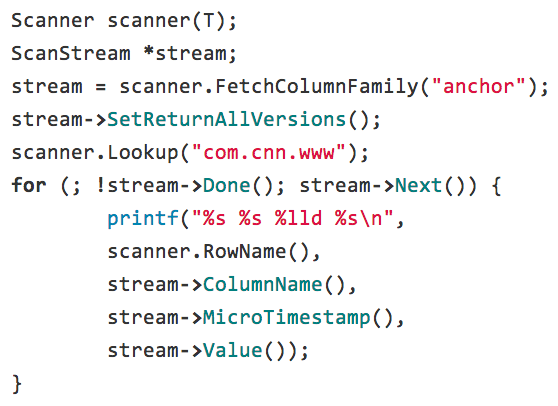 Scanner scanner(T);
ScanStream *stream;
stream = scanner.FetchColumnFamily("anchor");
stream->SetReturnAllVersions();
scanner.Lookup("com.cnn.www");
for (; !stream->Done(); stream->Next()) {
        printf("%s %s %lld %s\n",
        scanner.RowName(),
        stream->ColumnName(),
        stream->MicroTimestamp(),
        stream->Value());
}